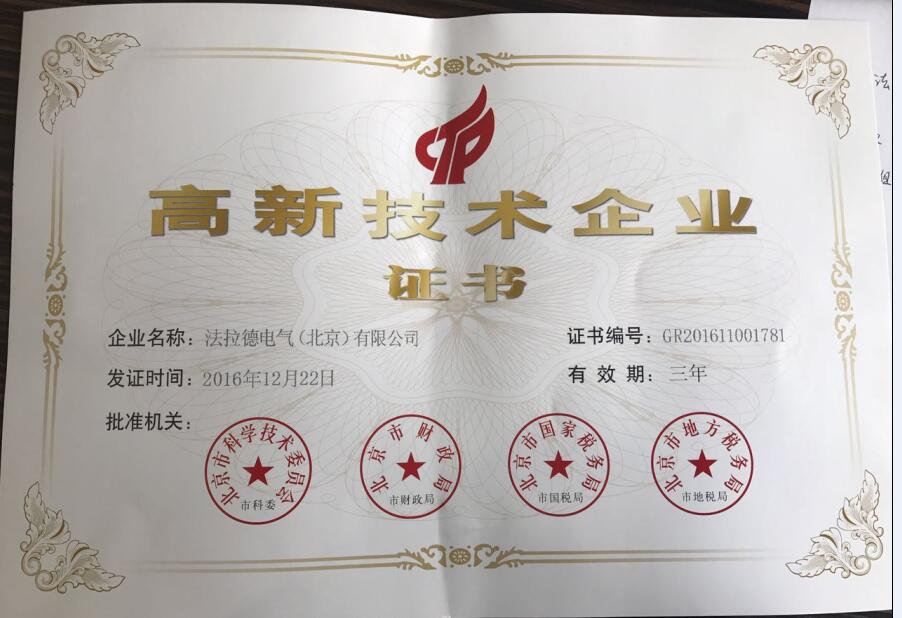 高新技术企业
证书
企业名称：法拉德电气（北京）有限公司
证书编号：GR201611001781
发证时间：2016年12月22日
有 效 期：三年
批准机关：
北京市科学技术委员会
市科委
北京市财政局
市财政局
北京市国家税务局
市国税局
北京市地方税务局
市地税局
法